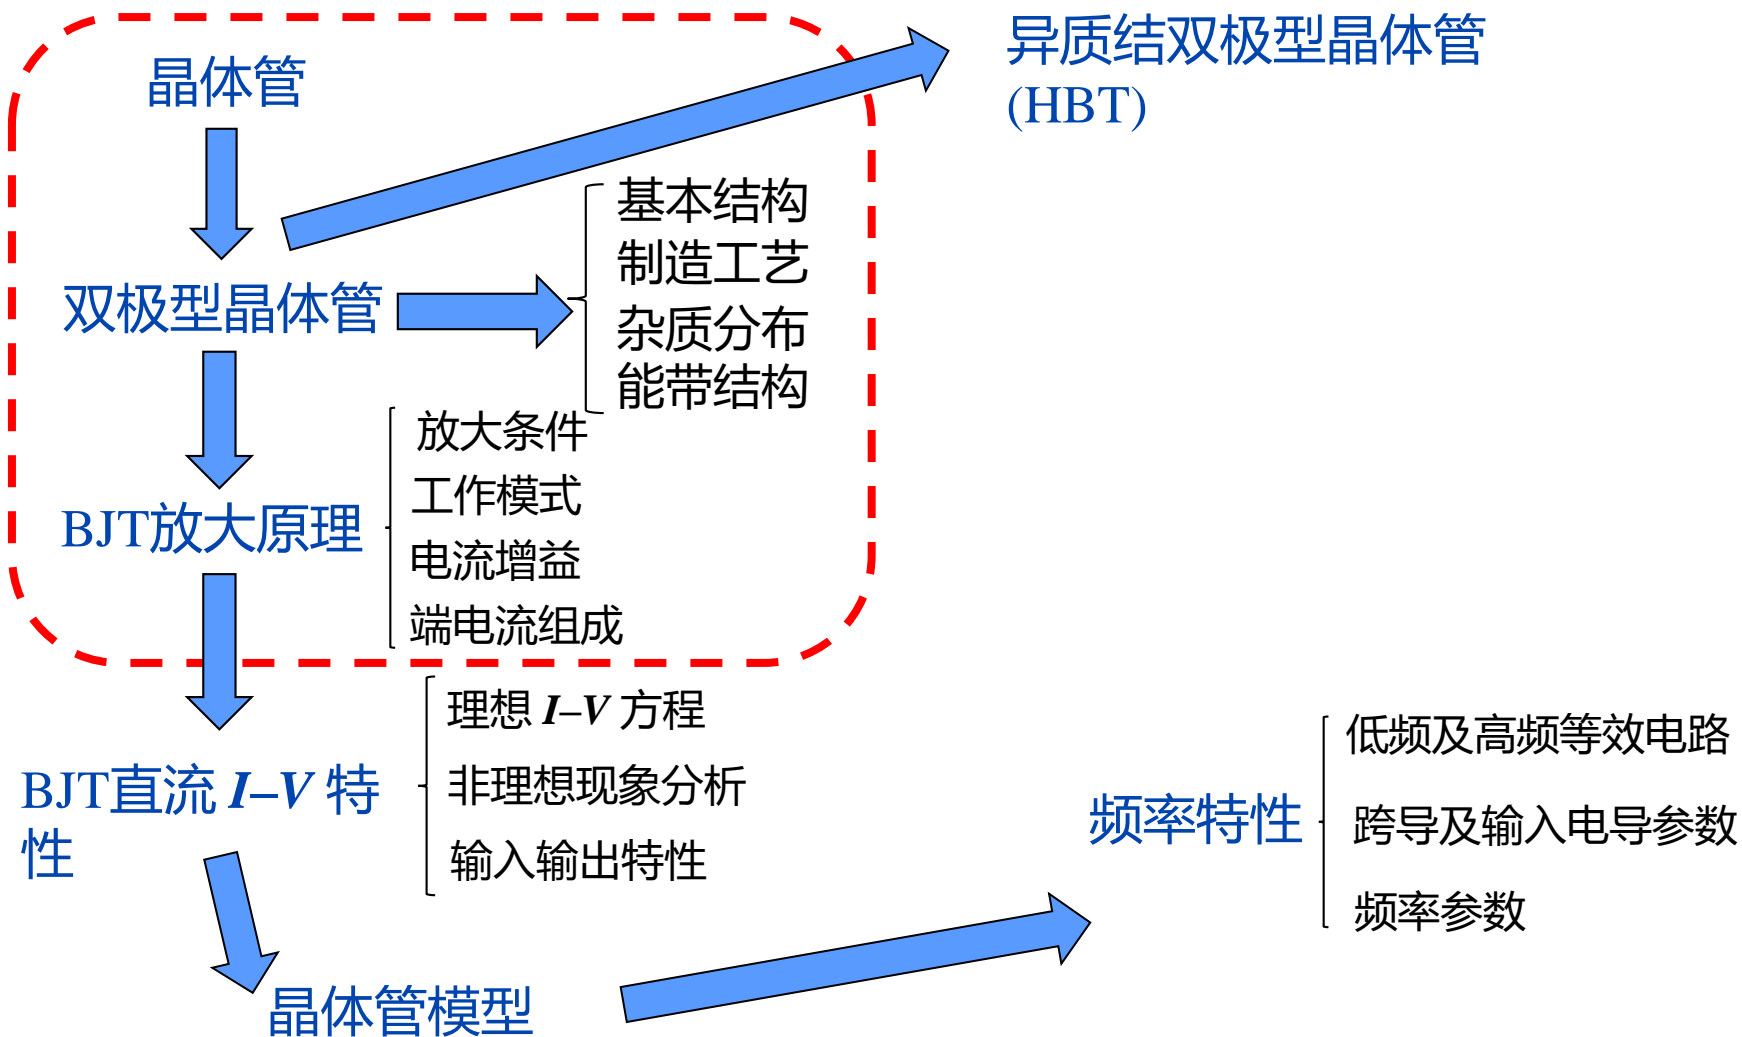 晶体管
异质结双极型晶体管
(HBT)
双极型晶体管
基本结构
制造工艺
杂质分布
能带结构
BJT放大原理
放大条件
工作模式
电流增益
端电流组成
BJT直流 I–V 特
性
理想 I–V 方程
非理想现象分析
输入输出特性
晶体管模型
频率特性
低频及高频等效电路
跨导及输入电导参数
频率参数